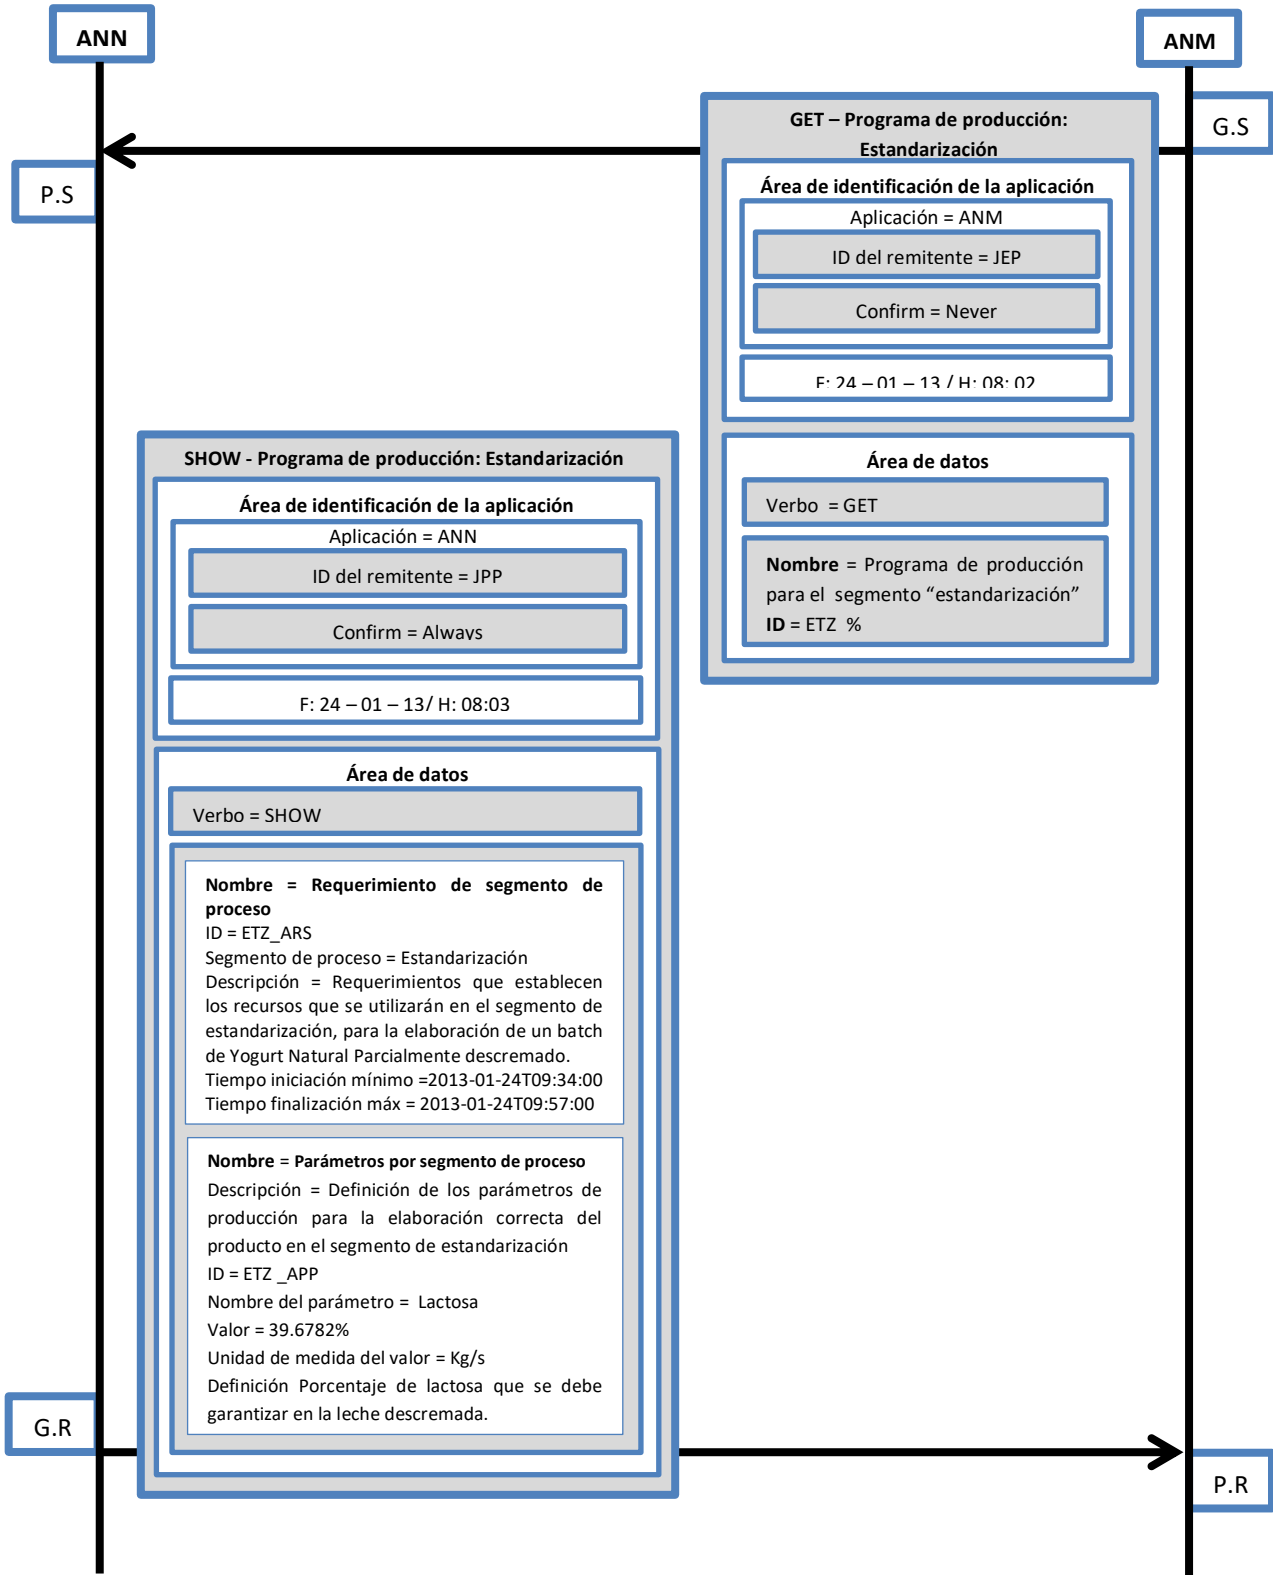 ANN
ANM
G.S
P.S
GET – Programa de producción:
Estandarización
Área de identificación de la aplicación
Aplicación = ANM
ID del remitente = JEP
Confirm = Never
F: 24 – 01 – 13 / H: 08: 02
Área de datos
Verbo = GET
Nombre = Programa de producción
para el segmento “estandarización”
ID = ETZ %
SHOW - Programa de producción: Estandarización
Área de identificación de la aplicación
Aplicación = ANN
ID del remitente = JPP
Confirm = Always
F: 24 – 01 – 13/ H: 08:03
Área de datos
Verbo = SHOW
Nombre = Requerimiento de segmento de
proceso
ID = ETZ_ARS
Segmento de proceso = Estandarización
Descripción = Requerimientos que establecen
los recursos que se utilizarán en el segmento de
estandarización, para la elaboración de un batch
de Yogurt Natural Parcialmente descremado.
Tiempo iniciación mínimo =2013-01-24T09:34:00
Tiempo finalización máx = 2013-01-24T09:57:00
Nombre = Parámetros por segmento de proceso
Descripción = Definición de los parámetros de
producción para la elaboración correcta del
producto en el segmento de estandarización
ID = ETZ _APP
Nombre del parámetro = Lactosa
Valor = 39.6782%
Unidad de medida del valor = Kg/s
Definición Porcentaje de lactosa que se debe
garantizar en la leche descremada.
G.R
P.R